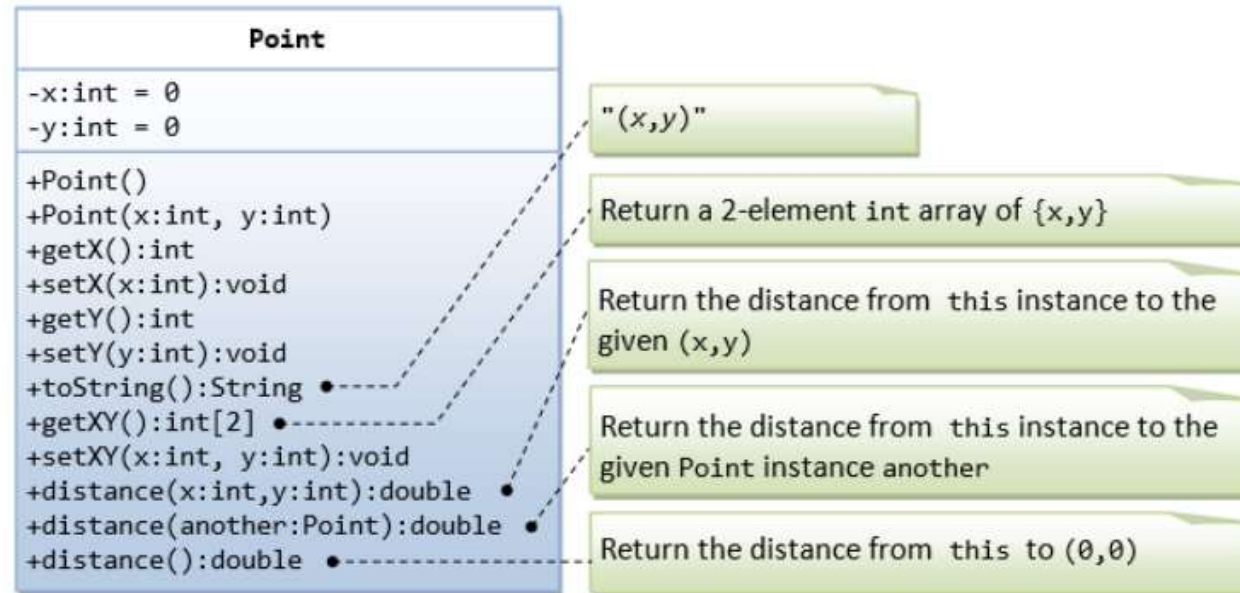 Point
-x:int = 0
-y:int = 0
+Point()
+Point(x:int, y:int)
+getX():int
+setX(x:int):void
+getY():int
+setY(y:int):void
+toString():String
+getXY():int[2]
+setXY(x:int, y:int):void
+distance(x:int,y:int):double
+distance(another:Point):double
+distance():double
"(x,y)"
Return a 2-element int array of {x,y}
Return the distance from this instance to the
given (x,y)
Return the distance from this instance to the
given Point instance another
Return the distance from this to (0,0)